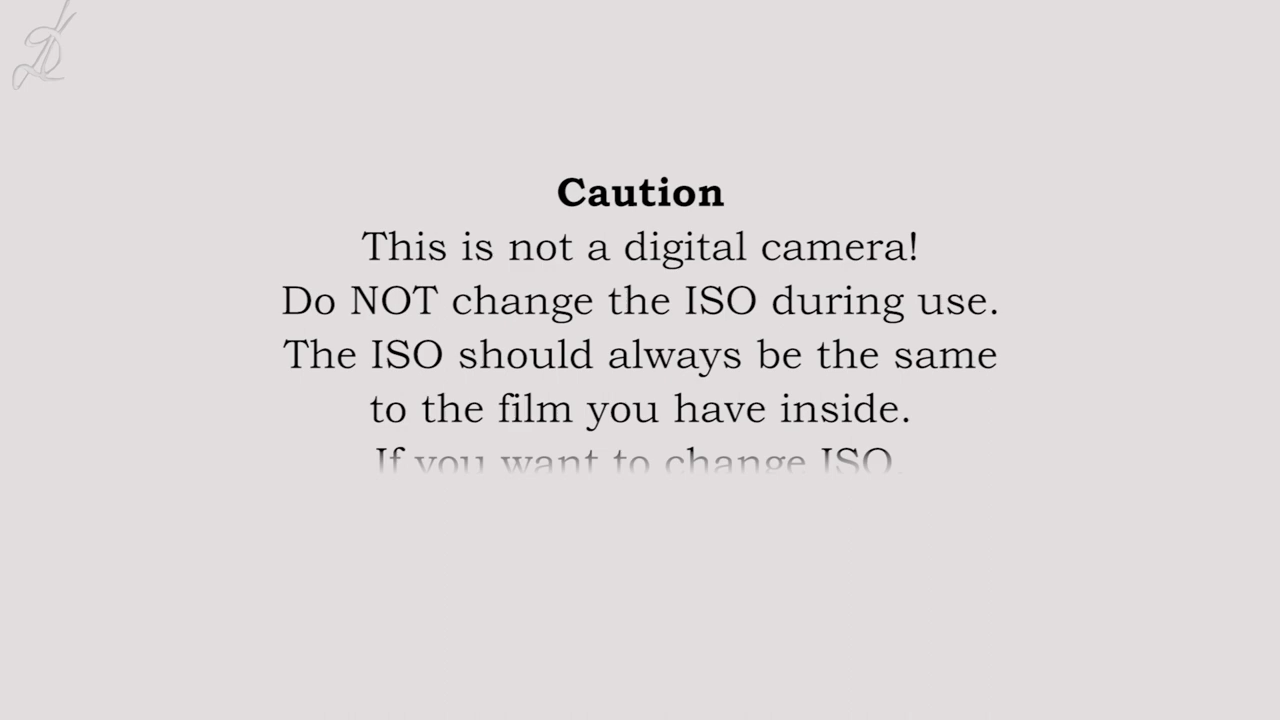 Caution
This is not a digital camera!
Do NOT change the ISO during use.
The ISO should always be the same
to the film you have inside.
If you want to change ISO,